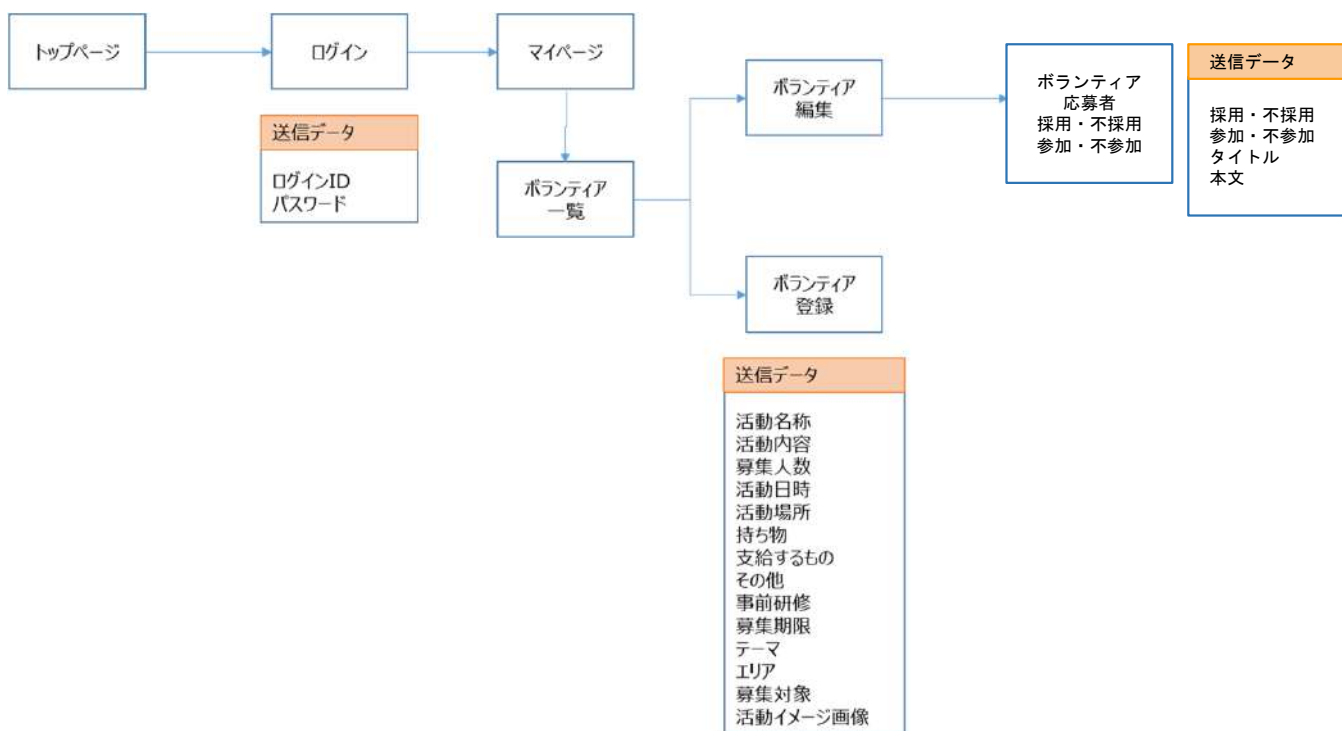 トップページ
ログイン
マイページ
送信データ
ログインID
パスワード
ボランティア
一覧
ボランティア
編集
ボランティア
応募者
採用・不採用
参加・不参加
送信データ
採用・不採用
参加・不参加
タイトル
本文
ボランティア
登録
送信データ
活動名称
活動内容
募集人数
活動日時
活動場所
持ち物
支給するもの
その他
事前研修
募集期限
テーマ
エリア
募集対象
活動イメージ画像